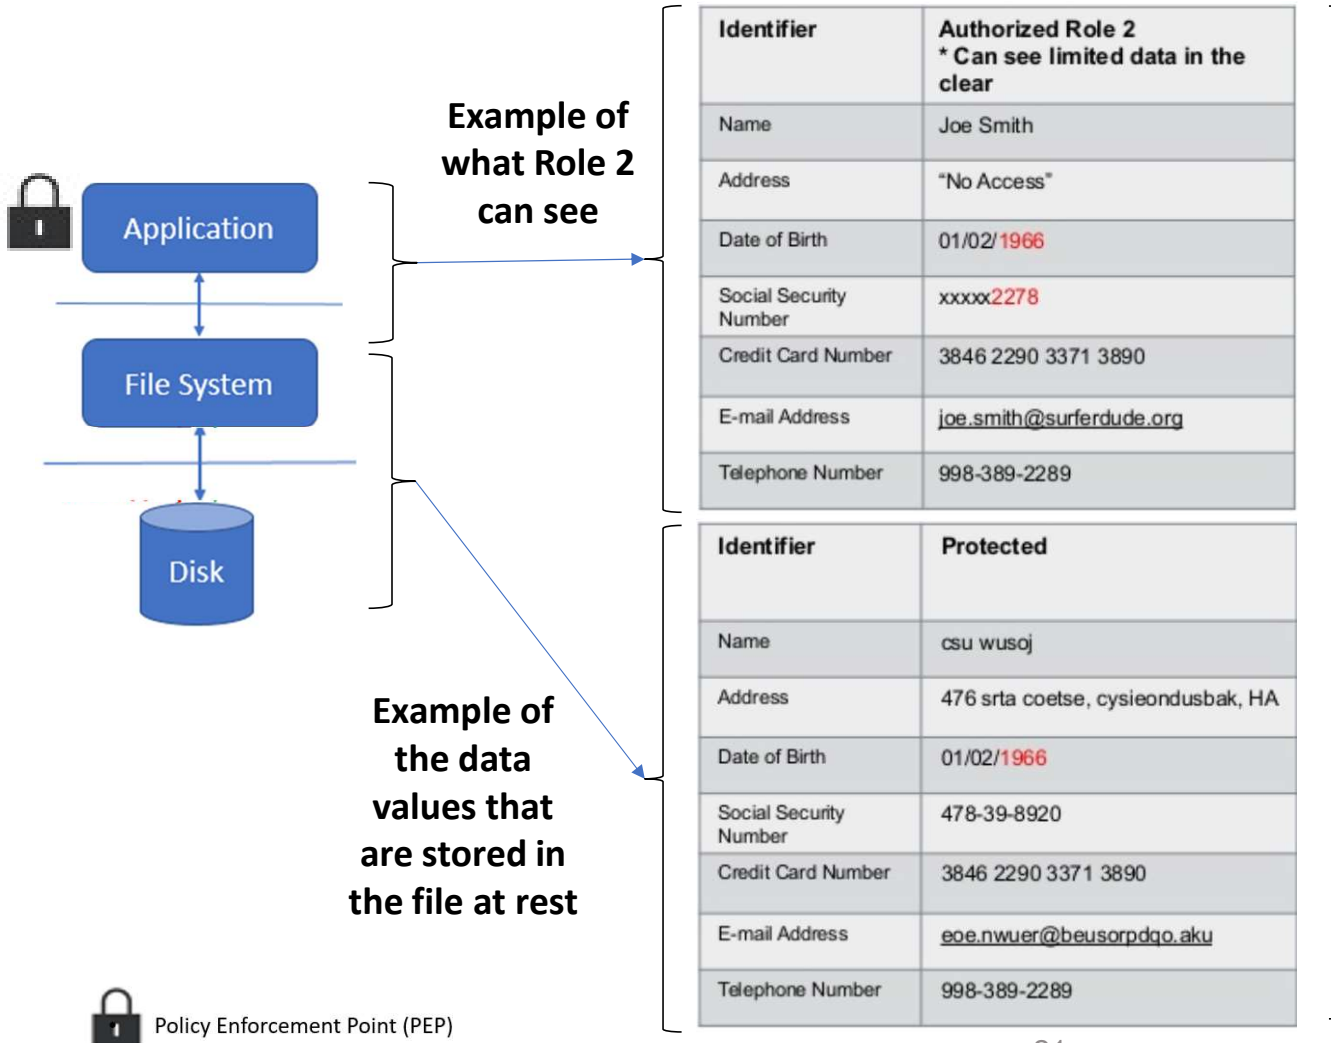 Example of
what Role 2
can see
Application
File System
Disk
Example of
the data
values that
are stored in
the file at rest
Policy Enforcement Point (PEP)
Identifier
Authorized Role 2
* Can see limited data in the
clear
Name
Joe Smith
Address
“No Access”
Date of Birth
01/02/1966
Social Security
Number
xxxxx2278
Credit Card Number
3846 2290 3371 3890
E-mail Address
joe.smith@surferdude.org
Telephone Number
998-389-2289
Identifier
Protected
Name
csu wusoj
Address
476 srta coetse, cysieondusbak, HA
Date of Birth
01/02/1966
Social Security
Number
478-39-8920
Credit Card Number
3846 2290 3371 3890
E-mail Address
eoe.nwuer@beusorpdqo.aku
Telephone Number
998-389-2289